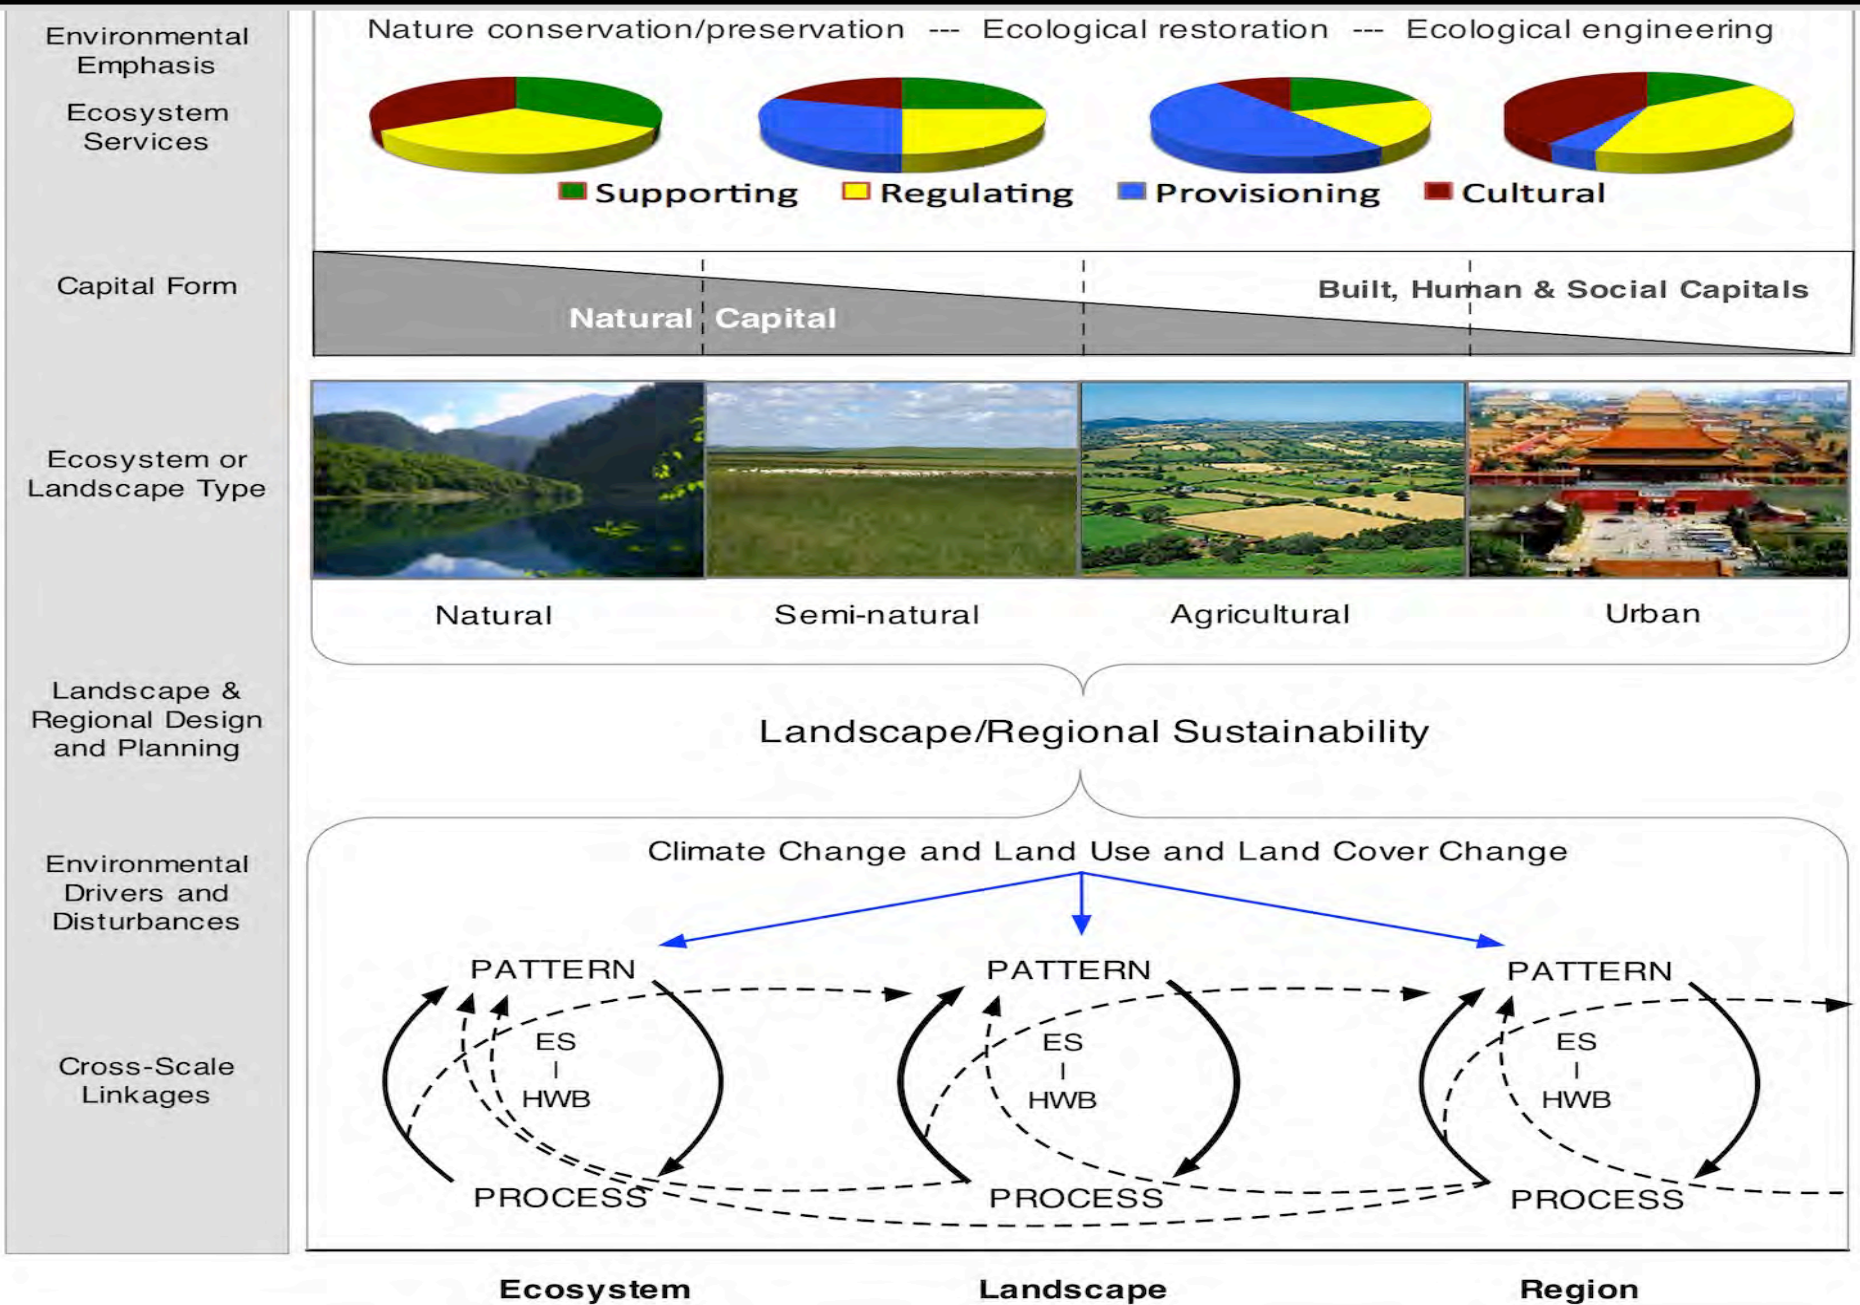 Environmental
Emphasis
Nature conservation/preservation --- Ecological restoration --- Ecological engineering
Ecosystem
Services
Supporting
Regulating
Provisioning
Cultural
Capital Form
Natural Capital
Built, Human & Social Capitals
Ecosystem or
Landscape Type
Natural
Semi-natural
Agricultural
Urban
Landscape &
Regional Design
and Planning
Landscape/Regional Sustainability
Environmental
Drivers and
Disturbances
Climate Change and Land Use and Land Cover Change
Cross-Scale
Linkages
PATTERN
ES
HWB
PROCESS
PATTERN
ES
HWB
PROCESS
PATTERN
ES
HWB
PROCESS
Ecosystem
Landscape
Region